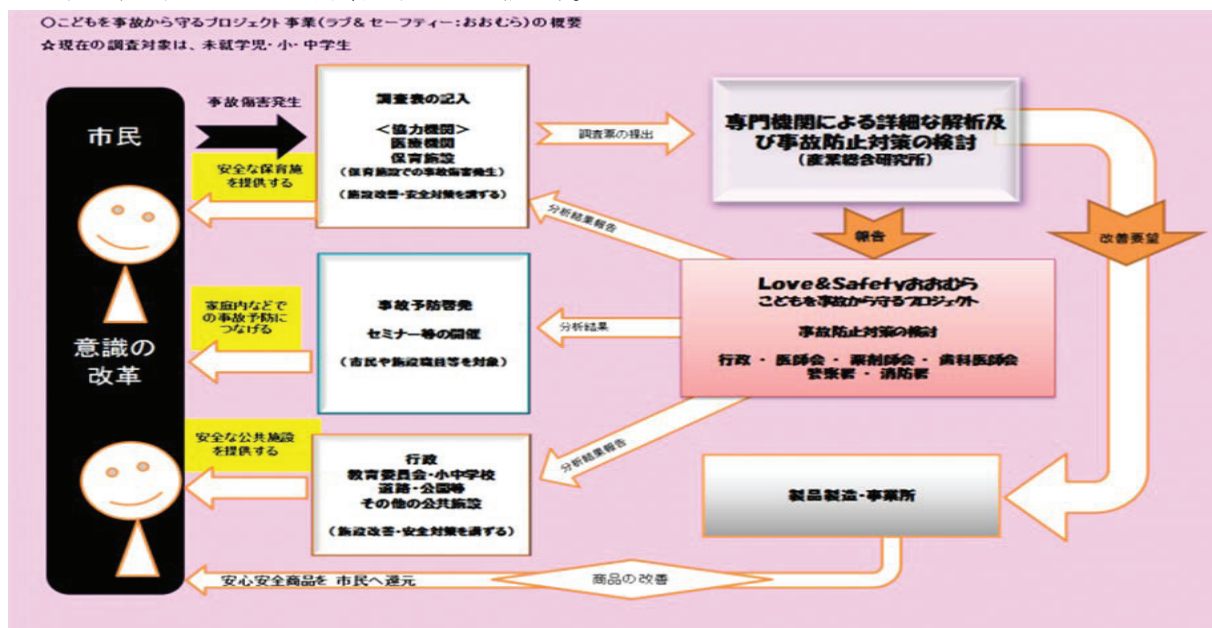 ○こどもを事故から守るプロジェクト事業(ラブ&セーフティー:おおむら)の概要
☆現在の調査対象は、未就学児・小・中学生
市民
意識の
改革
事故傷害発生
安全な保育施
を提供する
調査表の記入
<協力機関>
医療機関
保育施設
(保育施設での事故傷害発生)
(施設改善・安全対策を講ずる)
調査票の提出
専門機関による詳細な解析及
び事故防止対策の検討
(産業総合研究所)
分析結果報告
報告
改善要望
家庭内などで
の事故予防に
つなげる
事故予防啓発
セミナー等の開催
(市民や施設職員等を対象)
分析結果
Love&Safetyおおむら
こどもを事故から守るプロジェクト
事故防止対策の検討
行政 ・ 医師会 ・ 薬剤師会 ・ 歯科医師会
警察署 ・ 消防署
安全な公共施設
を提供する
行政
教育委員会・小中学校
道路・公園等
その他の公共施設
(施設改善・安全対策を講ずる)
分析結果報告
製品製造・事業所
安心安全商品を 市民へ還元
商品の改善